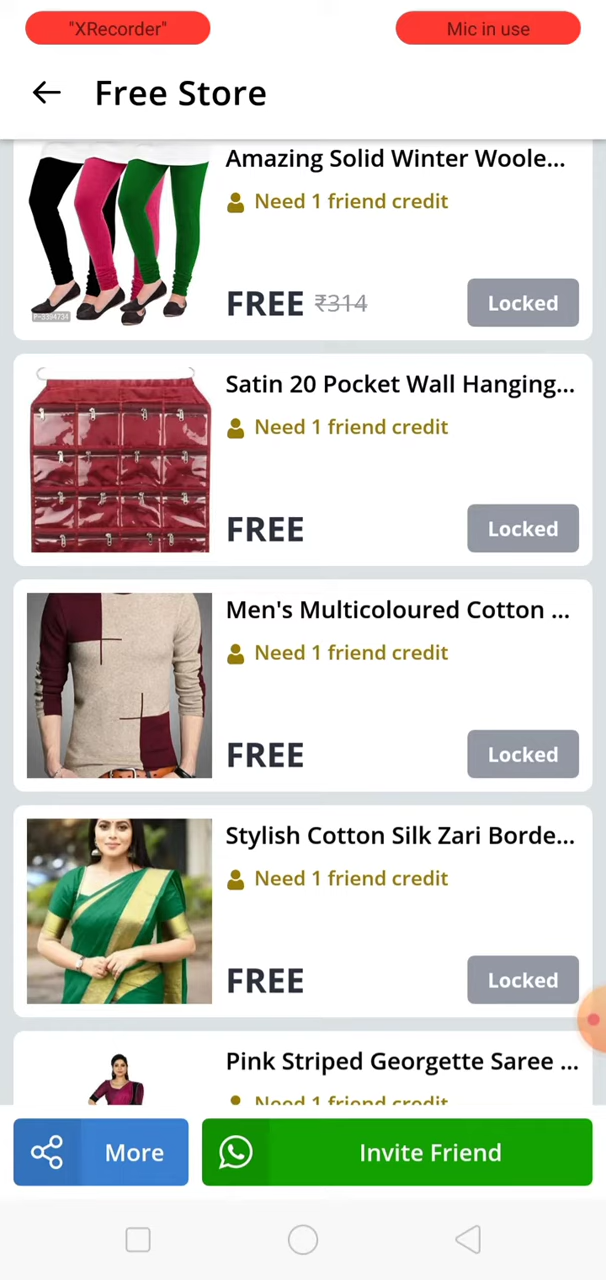 "XRecorder"
Mic in use
Free Store
Amazing Solid Winter Woole...
Need 1 friend credit
FREE ₹314
Locked
P-3394734
Satin 20 Pocket Wall Hanging...
Need 1 friend credit
FREE
Locked
Men's Multicoloured Cotton ...
Need 1 friend credit
FREE
Locked
Stylish Cotton Silk Zari Borde...
Need 1 friend credit
FREE
Locked
Pink Striped Georgette Saree ...
Need 1 friend credit
More
Invite Friend